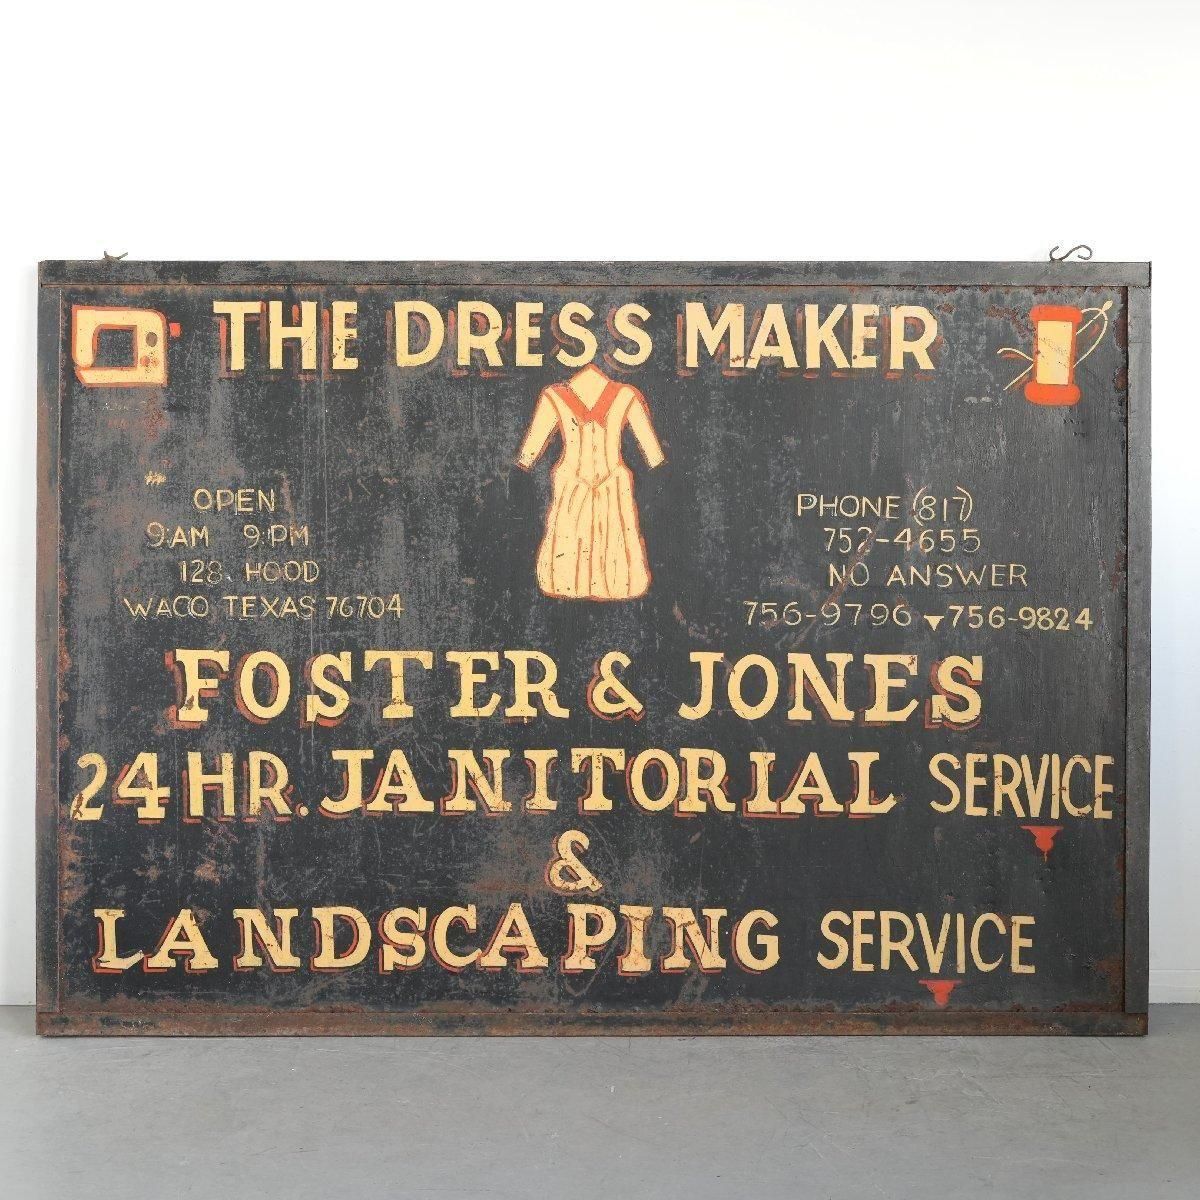 THE DRESS MAKER
OPEN
9:AM 9:PM
128 HOOD
WACO TEXAS 76704
PHONE (817)
752-4655
NO ANSWER
756-9796 756-9824
FOSTER & JONES
24 HR. JANITORIAL SERVICE
&
LANDSCAPING SERVICE